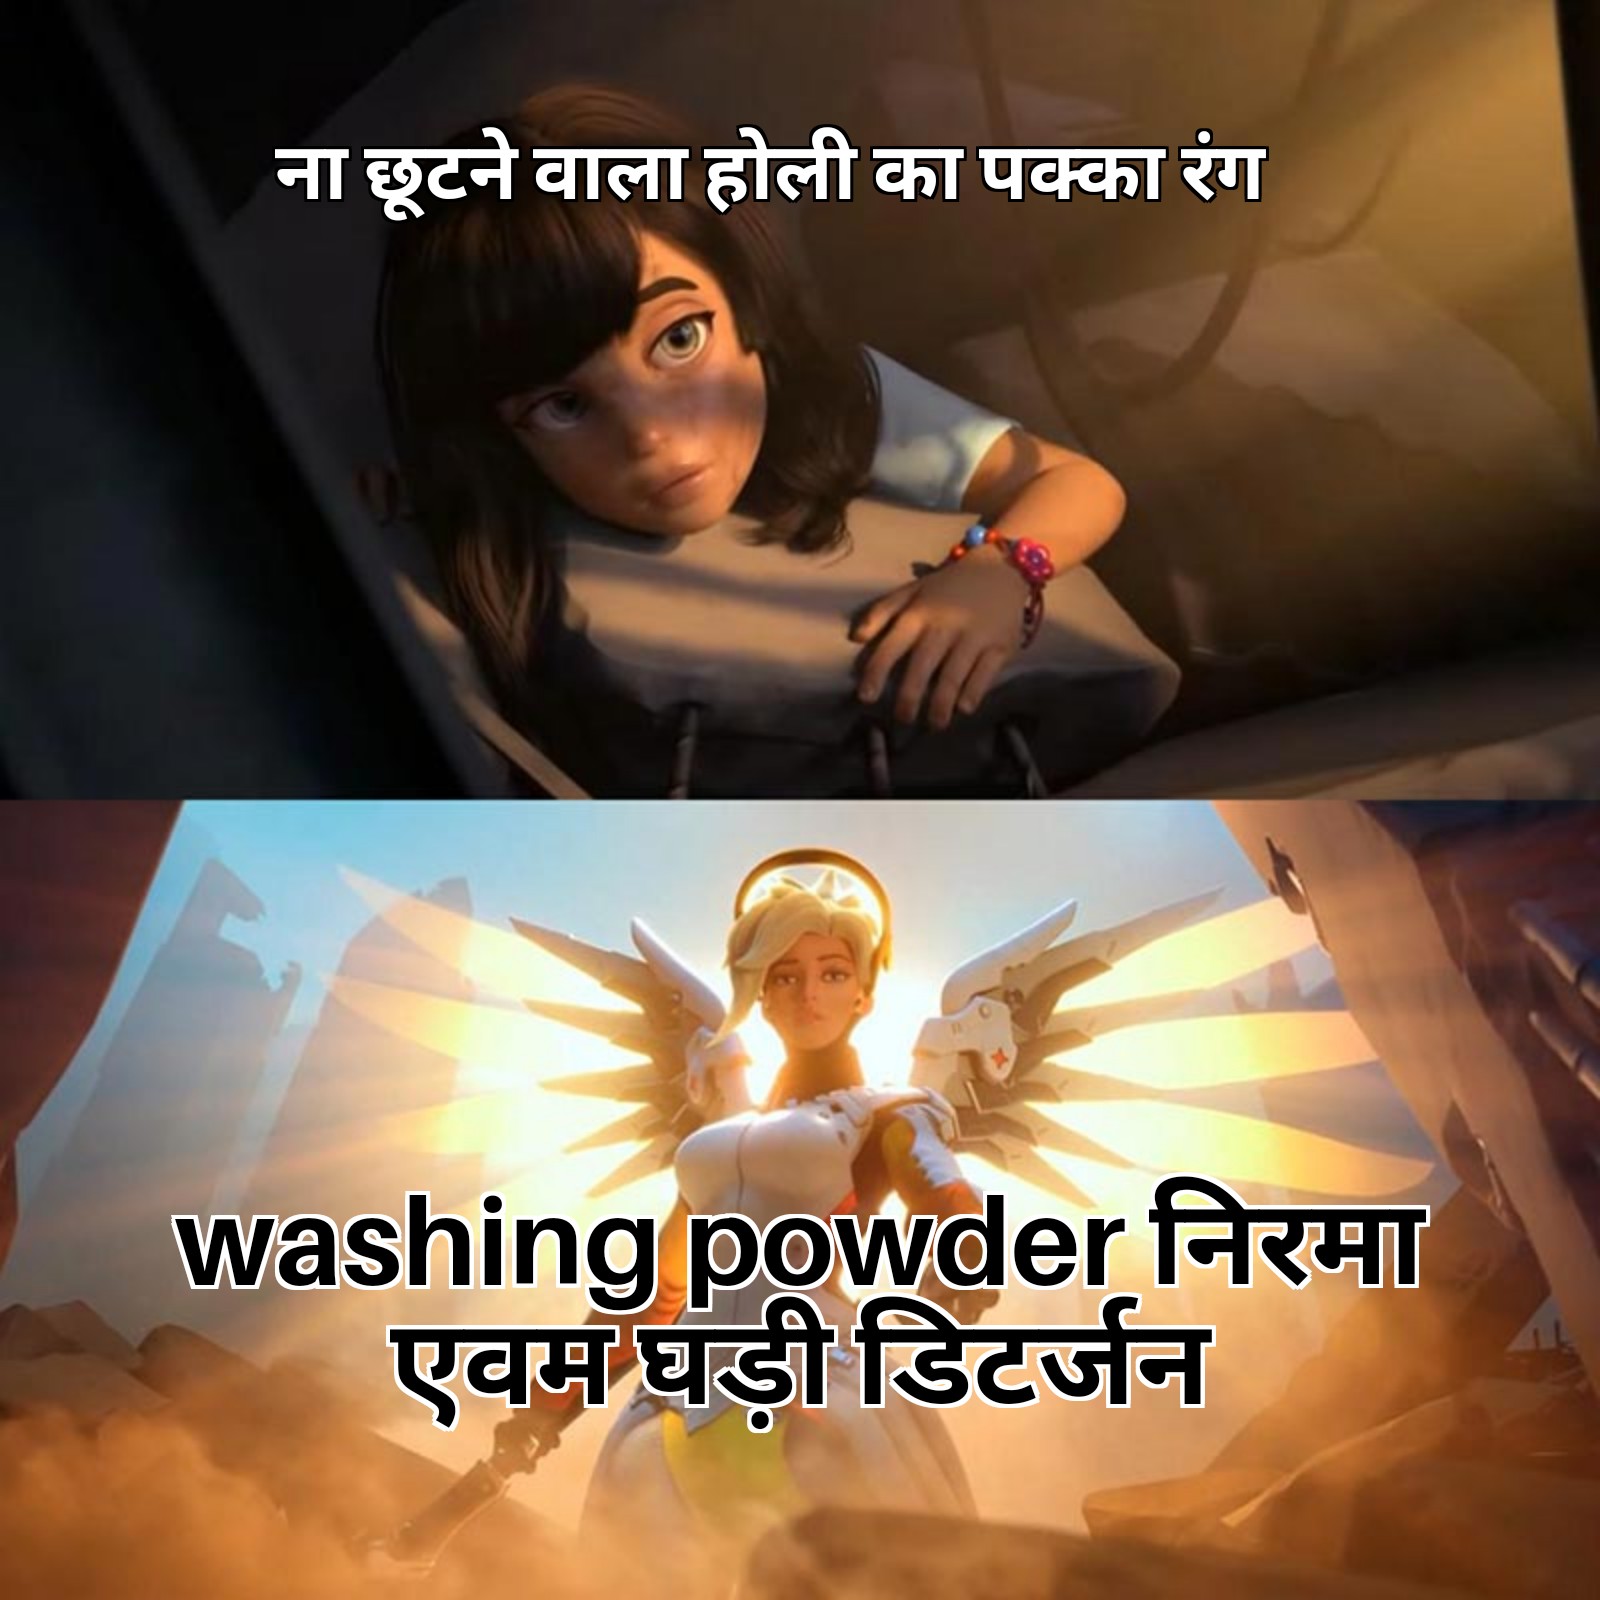 ना छूटने वाला होली का पक्का रंग
washing powder निरमा
एवम घड़ी डिटर्जन